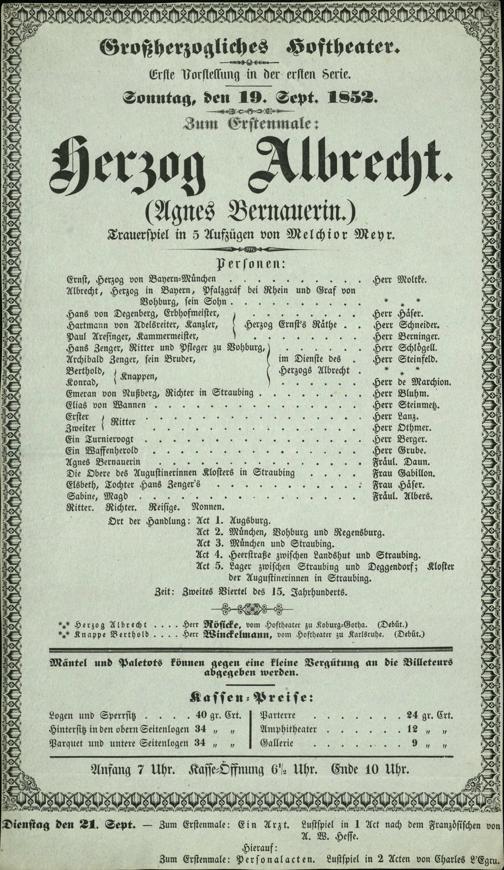 Großherzogliches Hoftheater.
Erste Vorstellung in der ersten Serie.
Sonntag, den 19. Sept. 1852.
Zum Erstenmale:
Herzog Albrecht.
(Agnes Bernauerin.)
Trauerspiel in 5 Aufzügen von Melchior Meyr.
Personen:
Ernst, Herzog von Bayern-München . . . . . . . . . . Herr Moltke.
Albrecht, Herzog in Bayern, Pfalzgraf bei Rhein und Graf von
Vohburg, sein Sohn . . . . . . . . . . * * *
Hans von Degenberg, Erbhofmeister, Herr Häser.
Hartmann von Adelsreiter, Kanzler, { Herzog Ernst's Räthe . . Herr Schneider.
Paul Aresinger, Kammermeister, Herr Berninger.
Hans Zenger, Ritter und Pfleger zu Vohburg, Herr Schlögell.
Archibald Zenger, sein Bruder, } im Dienste des . Herr Steinfeld.
Berthold, } Knappen, Herzogs Albrecht . * * *
Konrad, Herr de Marchion.
Emeran von Nußberg, Richter in Straubing . . . . . . Herr Bluhm.
Elias von Wannen . . . . . . . . . . Herr Steinmetz.
Erster } Ritter . . . . . . . . . . Herr Lanz.
Zweiter . . . . . . . . . . Herr Othmer.
Ein Turniervogt . . . . . . . . . . Herr Berger.
Ein Waffenherold . . . . . . . . . . Herr Grube.
Agnes Bernauerin . . . . . . . . . . Fräul. Daun.
Die Obere des Augustinerinnen Klosters in Straubing . . . . Frau Gabillon.
Elsbeth, Tochter Hans Zenger's . . . . . . . . Frau Häser.
Sabine, Magd . . . . . . . . . . Fräul. Albers.
Ritter. Richter. Reisige. Nonnen.
Ort der Handlung: Act 1. Augsburg.
Act 2. München, Vohburg und Regensburg.
Act 3. München und Straubing.
Act 4. Heerstraße zwischen Landshut und Straubing.
Act 5. Lager zwischen Straubing und Deggendorf; Kloster
der Augustinerinnen in Straubing.
Zeit: Zweites Viertel des 15. Jahrhunderts.
*** Herzog Albrecht . . . . Herr Rösicke, vom Hoftheater zu Koburg-Gotha. (Debüt.)
*** Knappe Berthold . . . . Herr Winckelmann, vom Hoftheater zu Karlsruhe. (Debüt.)
Mäntel und Paletots können gegen eine kleine Vergütung an die Billeteurs
abgegeben werden.
Kassen-Preise:
Logen und Sperrsitz . . . . 40 gr. Crt.
Hintersitz in den obern Seitenlogen 34 „ „
Parquet und untere Seitenlogen 34 „ „
Parterre . . . . . . 24 gr. Crt.
Amphitheater . . . . . 12 „ „
Gallerie . . . . . . 9 „ „
Anfang 7 Uhr. Kasse-Öffnung 6½ Uhr. Ende 10 Uhr.
Dienstag den 21. Sept. — Zum Erstenmale: Ein Arzt. Lustspiel in 1 Act nach dem Französischen von
A. W. Hesse.
Hierauf:
Zum Erstenmale: Personalacten. Lustspiel in 2 Acten von Charles L'Egru.